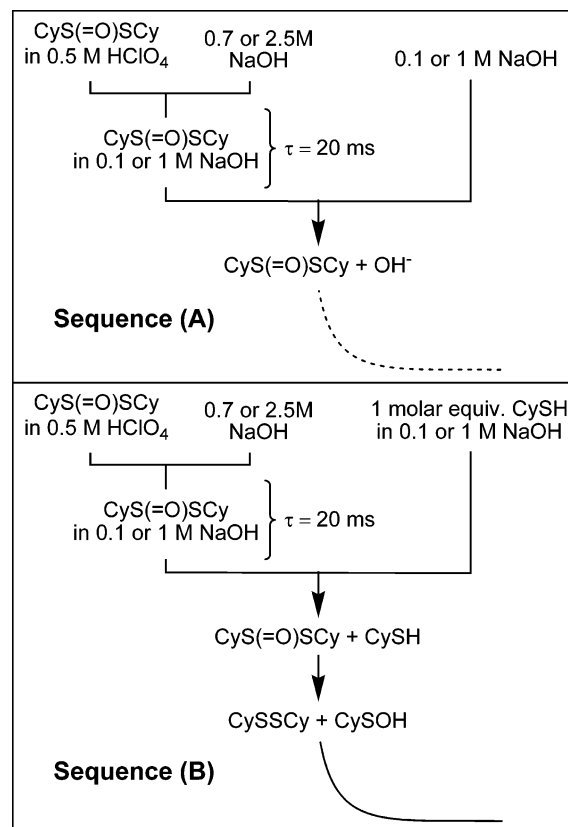 CyS(=O)SCy
in 0.5 M HClO4
0.7 or 2.5M
NaOH
0.1 or 1 M NaOH
CyS(=O)SCy
in 0.1 or 1 M NaOH
τ = 20 ms
CyS(=O)SCy + OH-
Sequence (A)
CyS(=O)SCy
in 0.5 M HClO4
0.7 or 2.5M
NaOH
1 molar equiv. CySH
in 0.1 or 1 M NaOH
CyS(=O)SCy
in 0.1 or 1 M NaOH
τ = 20 ms
CyS(=O)SCy + CySH
CySSCy + CySOH
Sequence (B)